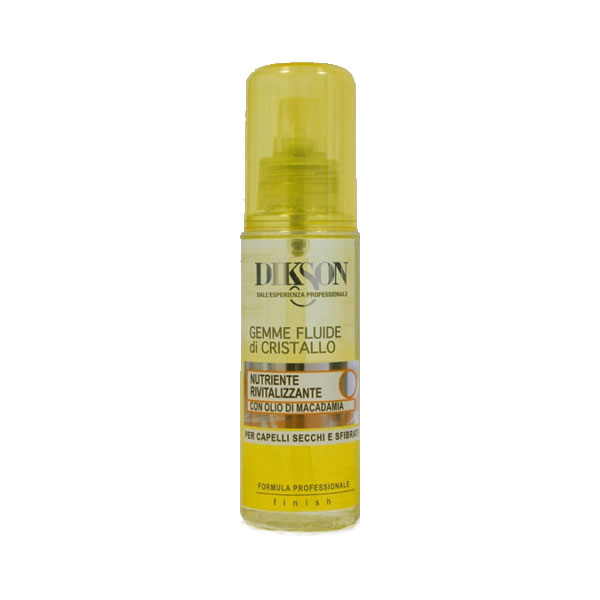 DIKSON
DALL'ESPERIENZA PROFESSIONALE
GEMME FLUIDE
di CRISTALLO
NUTRIENTE
RIVITALIZZANTE
CON OLIO DI MACADAMIA
PER CAPELLI SECCHI E SFIBRATI
FORMULA PROFESSIONALE
finish